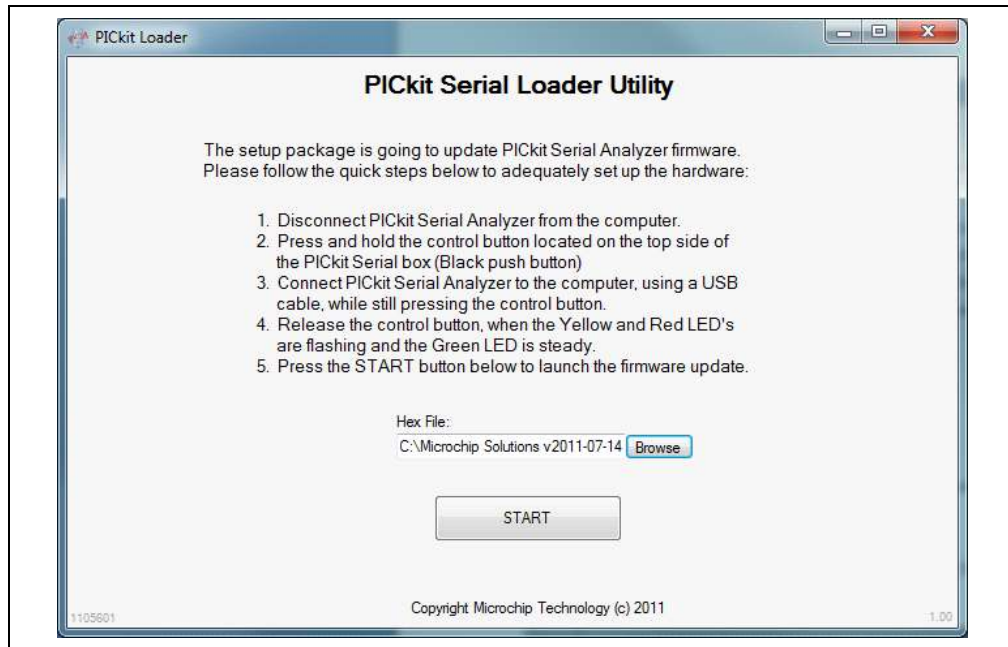 PICkit Loader
PICkit Serial Loader Utility
The setup package is going to update PICkit Serial Analyzer firmware.
Please follow the quick steps below to adequately set up the hardware:
1. Disconnect PICkit Serial Analyzer from the computer.
2. Press and hold the control button located on the top side of
the PICkit Serial box (Black push button)
3. Connect PICkit Serial Analyzer to the computer, using a USB
cable, while still pressing the control button.
4. Release the control button, when the Yellow and Red LED's
are flashing and the Green LED is steady.
5. Press the START button below to launch the firmware update.
Hex File:
C:\Microchip Solutions v2011-07-14 Browse
START
Copyright Microchip Technology (c) 2011
1105601 1.00